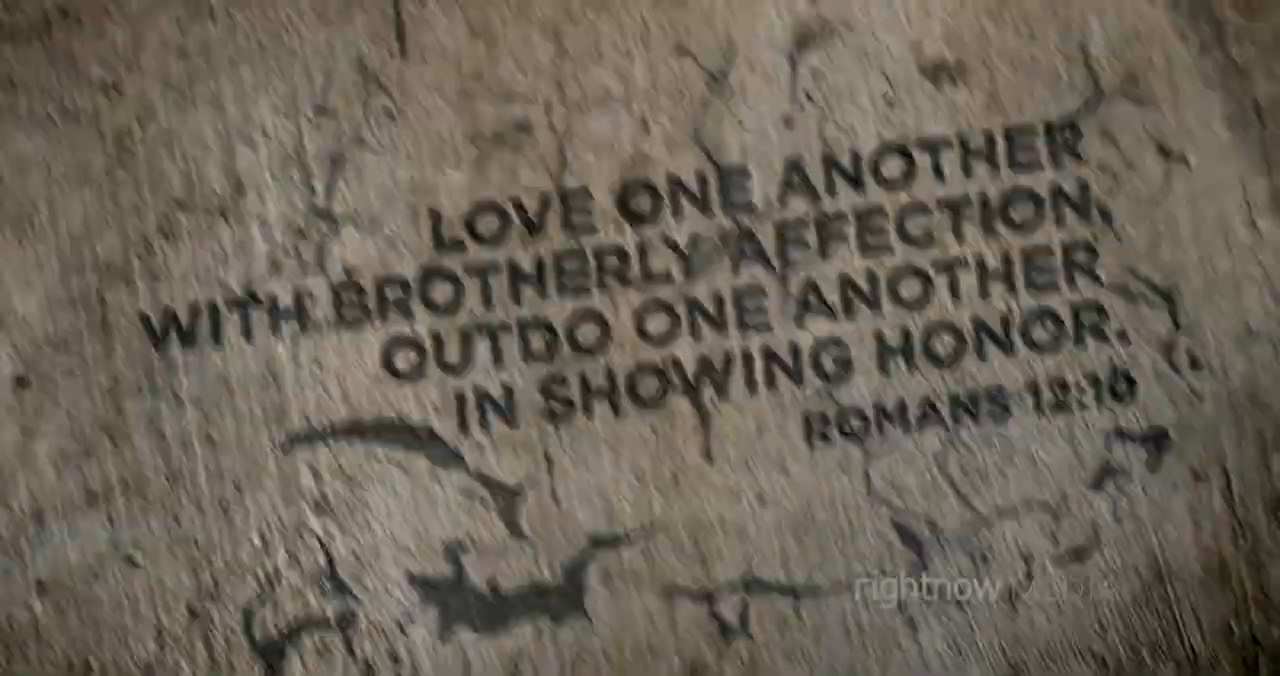 LOVE ONE ANOTHER
WITH BROTHERLY AFFECTION.
OUTDO ONE ANOTHER
IN SHOWING HONOR.
ROMANS 12:10
rightnow